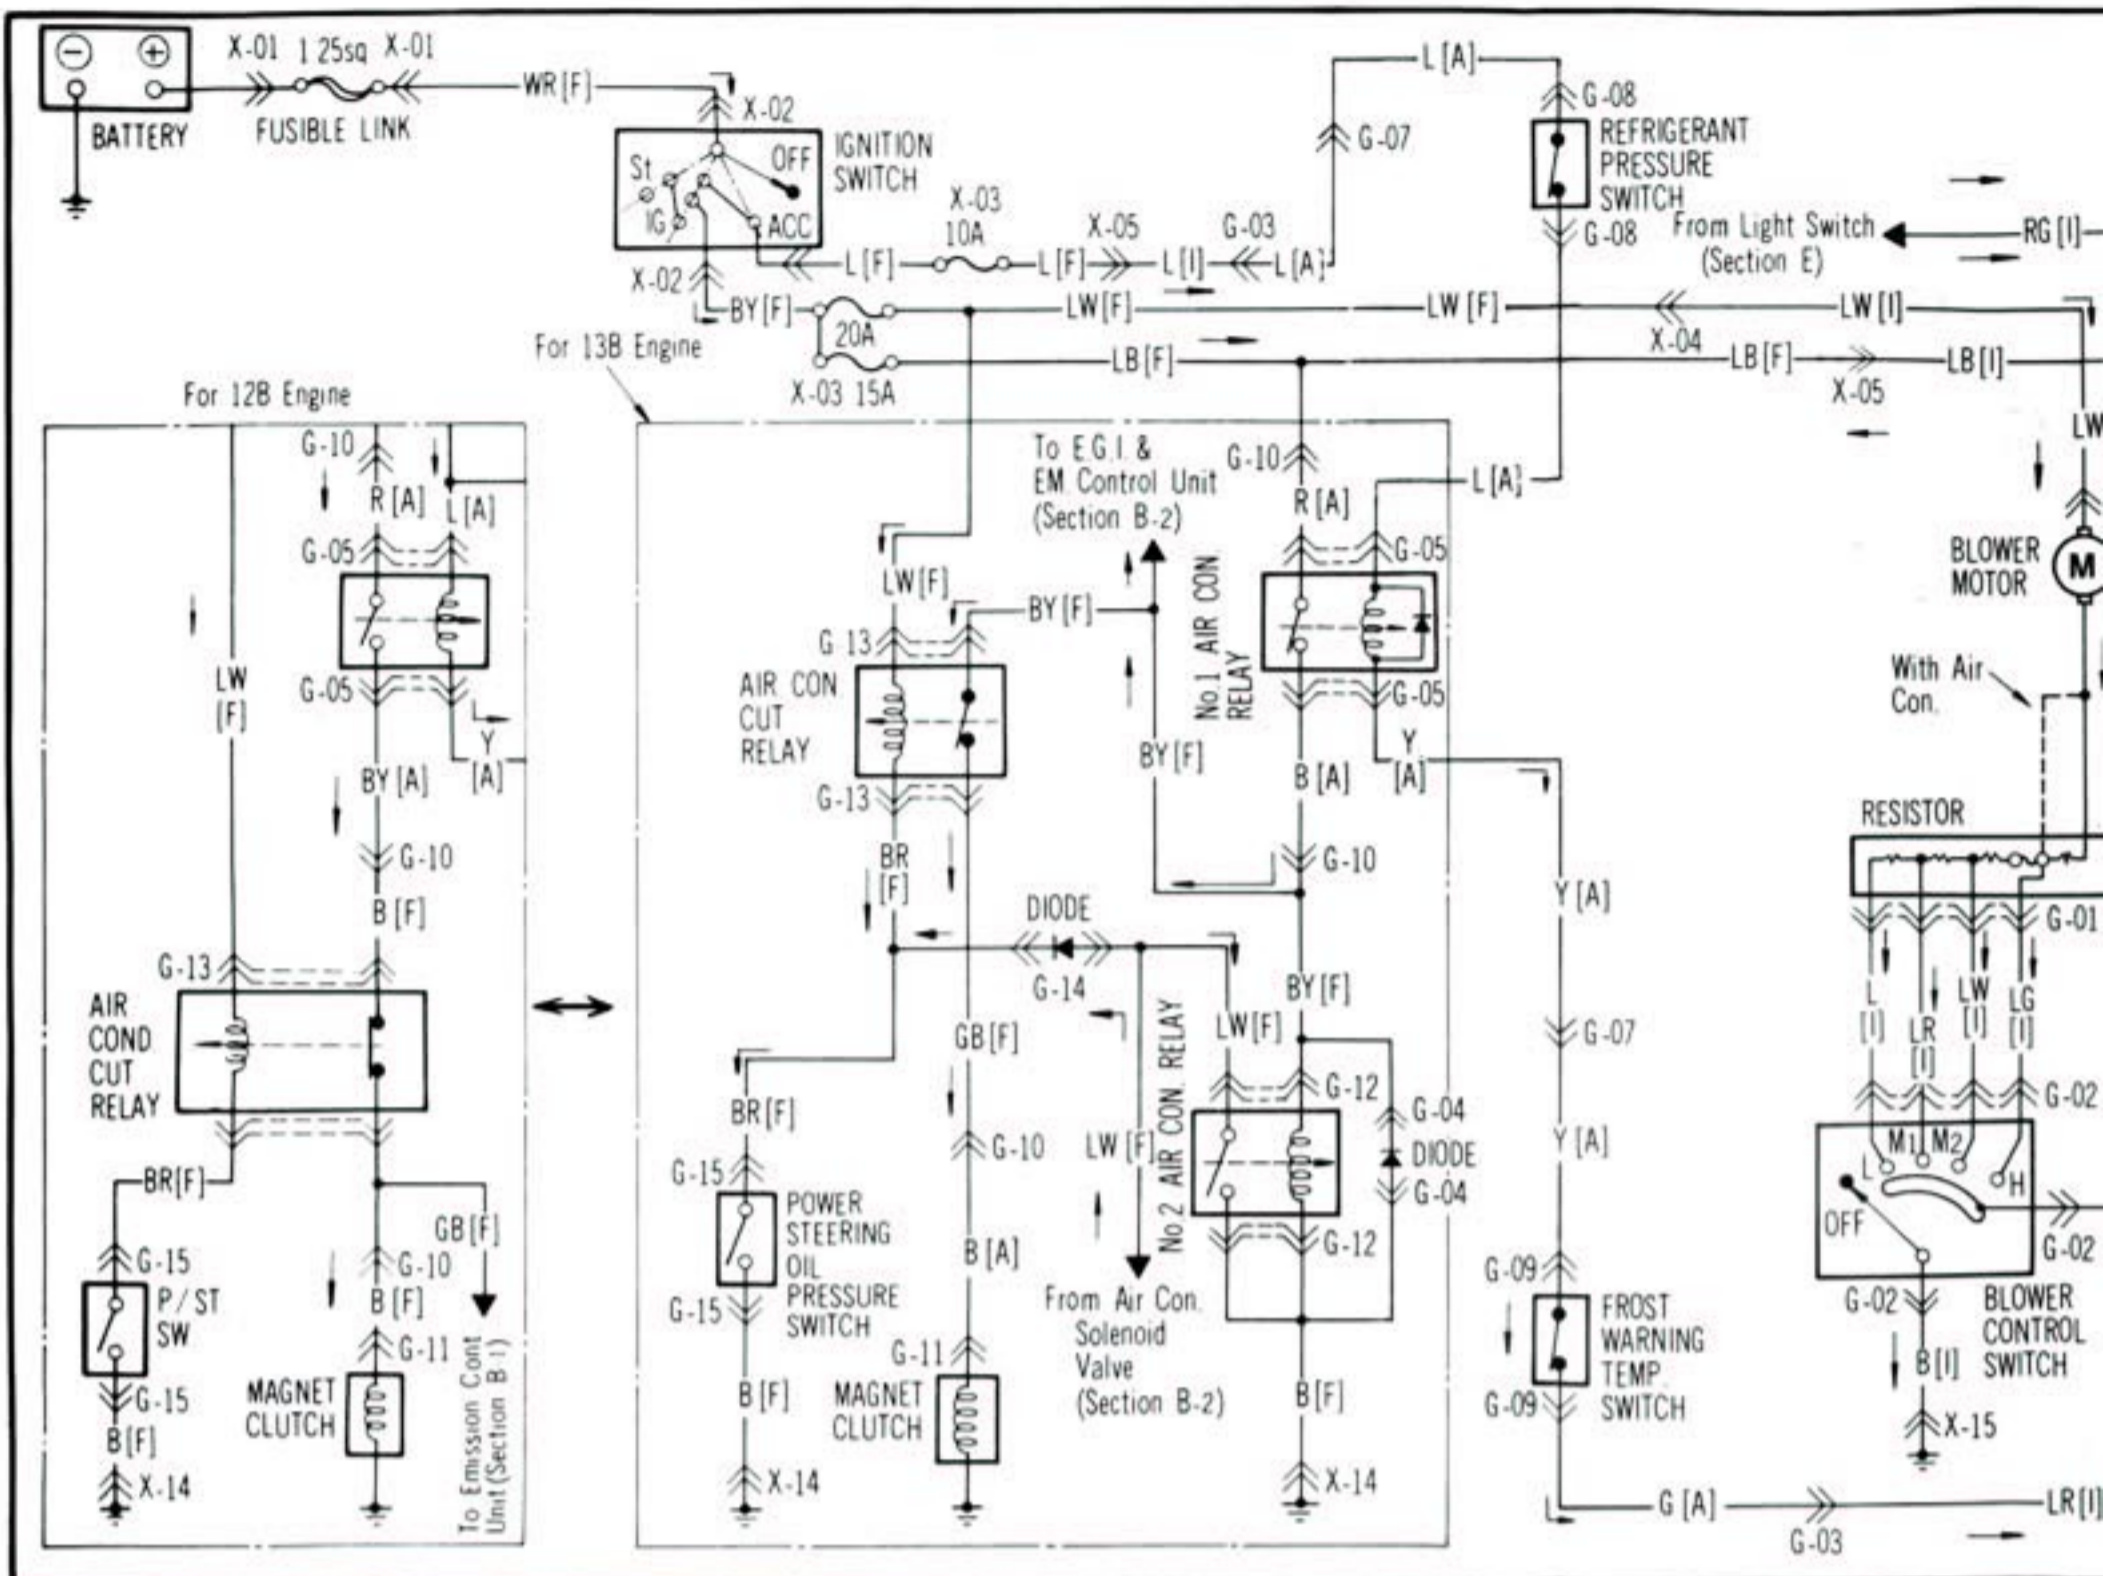 X-01 1.25sq X-01
BATTERY
FUSIBLE LINK
WR[F]
X-02
IGNITION
SWITCH
St
OFF
IG
ACC
X-02
L[F]
X-03
10A
L[F]
X-05
L[I]
G-03
L[A]
G-07
L[A]
G-08
REFRIGERANT
PRESSURE
SWITCH
G-08
From Light Switch
(Section E)
RG[I]
BY[F]
20A
X-03 15A
LW[F]
LW[F]
X-04
LW[I]
LB[F]
LB[F]
X-05
LB[I]
LW
For 12B Engine
G-10
R[A]
L[A]
G-05
G-05
LW
[F]
Y
[A]
BY[A]
G-10
B[F]
G-13
AIR
COND
CUT
RELAY
BR[F]
GB[F]
G-15
P/ST
SW
G-15
B[F]
X-14
G-10
B[F]
G-11
MAGNET
CLUTCH
To Emission Cont
Unit(Section B-1)
For 13B Engine
To E.G.I. &
EM. Control Unit
(Section B-2)
G-10
R[A]
L[A]
G-05
No.1 AIR CON
RELAY
G-05
LW[F]
BY[F]
G 13
AIR CON
CUT
RELAY
G-13
BY[F]
B[A]
Y
[A]
G-10
BR
[F]
DIODE
G-14
GB[F]
LW[F]
BY[F]
No.2 AIR CON. RELAY
G-12
G-04
DIODE
G-04
G-12
LW[F]
BR[F]
G-15
POWER
STEERING
OIL
PRESSURE
SWITCH
G-15
B[F]
X-14
G-10
B[A]
G-11
MAGNET
CLUTCH
From Air Con.
Solenoid
Valve
(Section B-2)
B[F]
X-14
Y[A]
G-07
Y[A]
G-09
FROST
WARNING
TEMP.
SWITCH
G-09
G[A]
G-03
LR[I]
BLOWER
MOTOR
M
With Air
Con.
RESISTOR
G-01
L
[I]
LR
[I]
LW
[I]
LG
[I]
G-02
L
M1
M2
H
OFF
G-02
G-02
BLOWER
CONTROL
SWITCH
B[I]
X-15